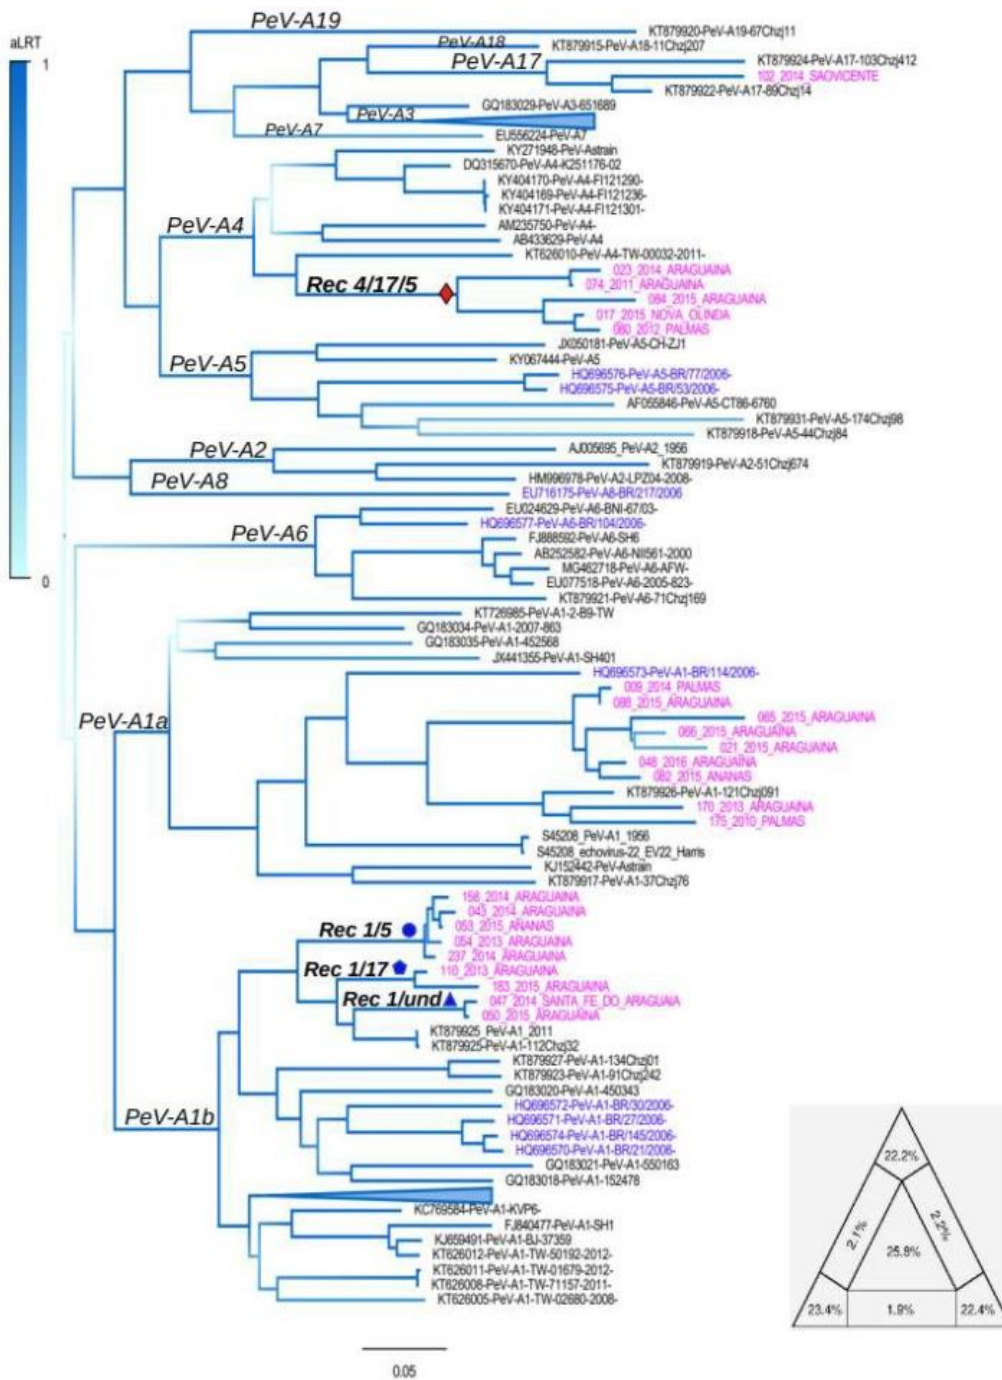 PeV-A19
KT879920-PeV-A19-67Chzj11
aLRT
PeV-A18
KT879915-PeV-A18-11Chzj207
1
PeV-A17
KT879924-PeV-A17-103Chzj412
102_2014_SAOVICENTE
KT879922-PeV-A17-89Chzj14
GQ183029-PeV-A3-651689
PeV-A3
PeV-A7
EU556224-PeV-A7
KY271948-PeV-Astrain
DQ315670-PeV-A4-K251176-02
KY404170-PeV-A4-FI121290-
KY404169-PeV-A4-FI121236-
KY404171-PeV-A4-FI121301-
PeV-A4
AM235750-PeV-A4-
AB433629-PeV-A4
KT626010-PeV-A4-TW-00032-2011-
Rec 4/17/5
023_2014_ARAGUAINA
074_2011_ARAGUAINA
084_2015_ARAGUAINA
017_2015_NOVA_OLINDA
080_2012_PALMAS
JX050181-PeV-A5-CH-ZJ1
PeV-A5
KY067444-PeV-A5
HQ696576-PeV-A5-BR/77/2006-
HQ696575-PeV-A5-BR/53/2006-
AF055846-PeV-A5-CT86-6760
KT879931-PeV-A5-174Chzj98
KT879918-PeV-A5-44Chzj84
PeV-A2
AJ005695_PeV-A2_1956
KT879919-PeV-A2-51Chzj674
PeV-A8
HM996978-PeV-A2-LPZ04-2008-
EU716175-PeV-A8-BR/217/2006
EU024629-PeV-A6-BNI-67/03-
PeV-A6
HQ696577-PeV-A6-BR/104/2006-
FJ888592-PeV-A6-SH6
AB252582-PeV-A6-NII561-2000
MG462718-PeV-A6-AFW-
0
EU077518-PeV-A6-2005-823-
KT879921-PeV-A6-71Chzj169
KT726985-PeV-A1-2-B9-TW
GQ183034-PeV-A1-2007-863
GQ183035-PeV-A1-452568
JX441355-PeV-A1-SH401
HQ696573-PeV-A1-BR/114/2006-
009_2014_PALMAS
088_2015_ARAGUAINA
PeV-A1a
065_2015_ARAGUAINA
066_2015_ARAGUAINA
021_2015_ARAGUAINA
048_2016_ARAGUAINA
082_2015_ANANAS
KT879926-PeV-A1-121Chzj091
170_2013_ARAGUAINA
175_2010_PALMAS
S45208_PeV-A1_1956
S45208_echovirus-22_EV22_Harris
KJ152442-PeV-Astrain
KT879917-PeV-A1-37Chzj76
158_2014_ARAGUAINA
043_2014_ARAGUAINA
053_2015_ANANAS
Rec 1/5
054_2013_ARAGUAINA
237_2014_ARAGUAINA
Rec 1/17
110_2013_ARAGUAINA
183_2015_ARAGUAINA
Rec 1/und
047_2014_SANTA_FE_DO_ARAGUAIA
050_2015_ARAGUAINA
KT879925_PeV-A1_2011
KT879925-PeV-A1-112Chzj32
KT879927-PeV-A1-134Chzj01
KT879923-PeV-A1-91Chzj242
GQ183020-PeV-A1-450343
HQ696572-PeV-A1-BR/30/2006-
PeV-A1b
HQ696571-PeV-A1-BR/27/2006-
HQ696574-PeV-A1-BR/145/2006-
HQ696570-PeV-A1-BR/21/2006-
GQ183021-PeV-A1-550163
GQ183018-PeV-A1-152478
KC769584-PeV-A1-KVP6-
FJ840477-PeV-A1-SH1
KJ659491-PeV-A1-BJ-37359
KT626012-PeV-A1-TW-50192-2012-
KT626011-PeV-A1-TW-01679-2012-
KT626008-PeV-A1-TW-71157-2011-
KT626005-PeV-A1-TW-02680-2008-
22.2%
2.1%
2.2%
25.8%
23.4%
1.9%
22.4%
0.05